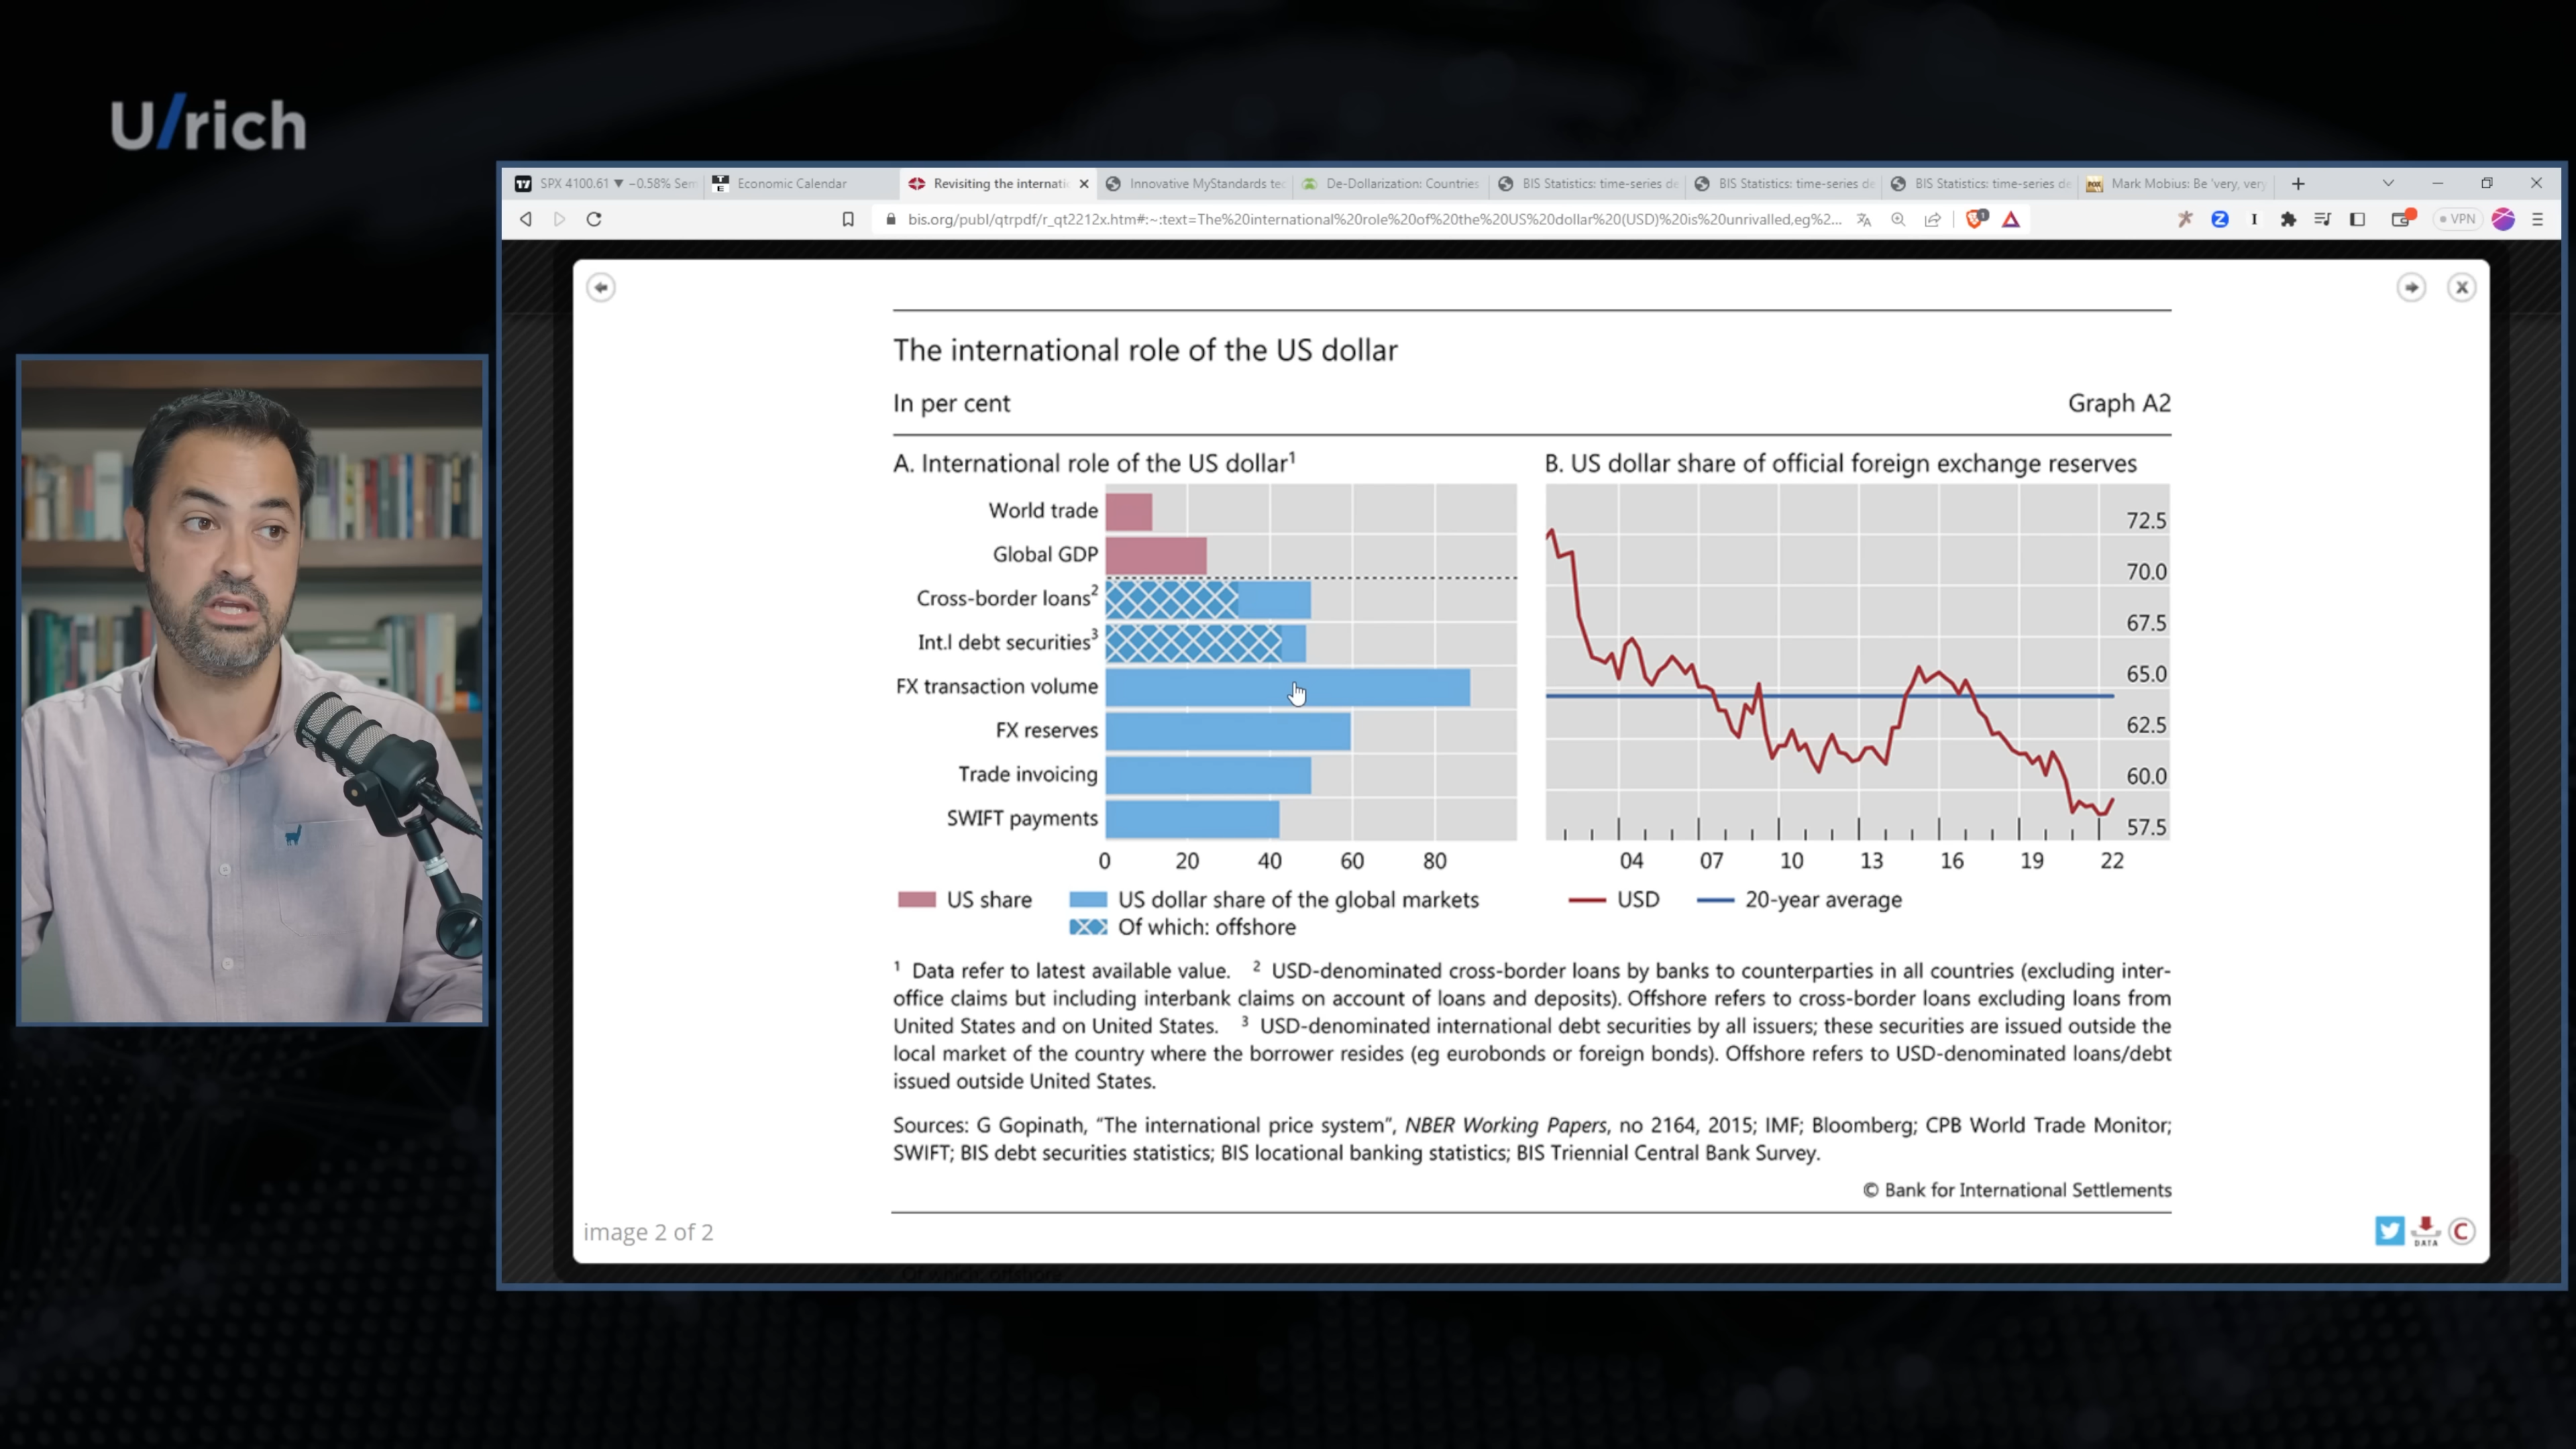 U/rich
SPX 4100.61 ▼ −0.58% Sem
Economic Calendar
Revisiting the internatic
Innovative MyStandards tec
De-Dollarization: Countries
BIS Statistics: time-series de
BIS Statistics: time-series de
BIS Statistics: time-series de
Mark Mobius: Be 'very, very
bis.org/publ/qtrpdf/r_qt2212x.htm#:~:text=The%20international%20role%20of%20the%20US%20dollar%20(USD)%20is%20unrivalled,eg%2...
VPN
The international role of the US dollar
In per cent
Graph A2
A. International role of the US dollar¹
World trade
Global GDP
Cross-border loans²
Int.l debt securities³
FX transaction volume
FX reserves
Trade invoicing
SWIFT payments
0 20 40 60 80
US share
US dollar share of the global markets
Of which: offshore
B. US dollar share of official foreign exchange reserves
72.5
70.0
67.5
65.0
62.5
60.0
57.5
04 07 10 13 16 19 22
USD
20-year average
¹ Data refer to latest available value. ² USD-denominated cross-border loans by banks to counterparties in all countries (excluding inter-
office claims but including interbank claims on account of loans and deposits). Offshore refers to cross-border loans excluding loans from
United States and on United States. ³ USD-denominated international debt securities by all issuers; these securities are issued outside the
local market of the country where the borrower resides (eg eurobonds or foreign bonds). Offshore refers to USD-denominated loans/debt
issued outside United States.
Sources: G Gopinath, “The international price system”, NBER Working Papers, no 2164, 2015; IMF; Bloomberg; CPB World Trade Monitor;
SWIFT; BIS debt securities statistics; BIS locational banking statistics; BIS Triennial Central Bank Survey.
© Bank for International Settlements
image 2 of 2
DATA
C